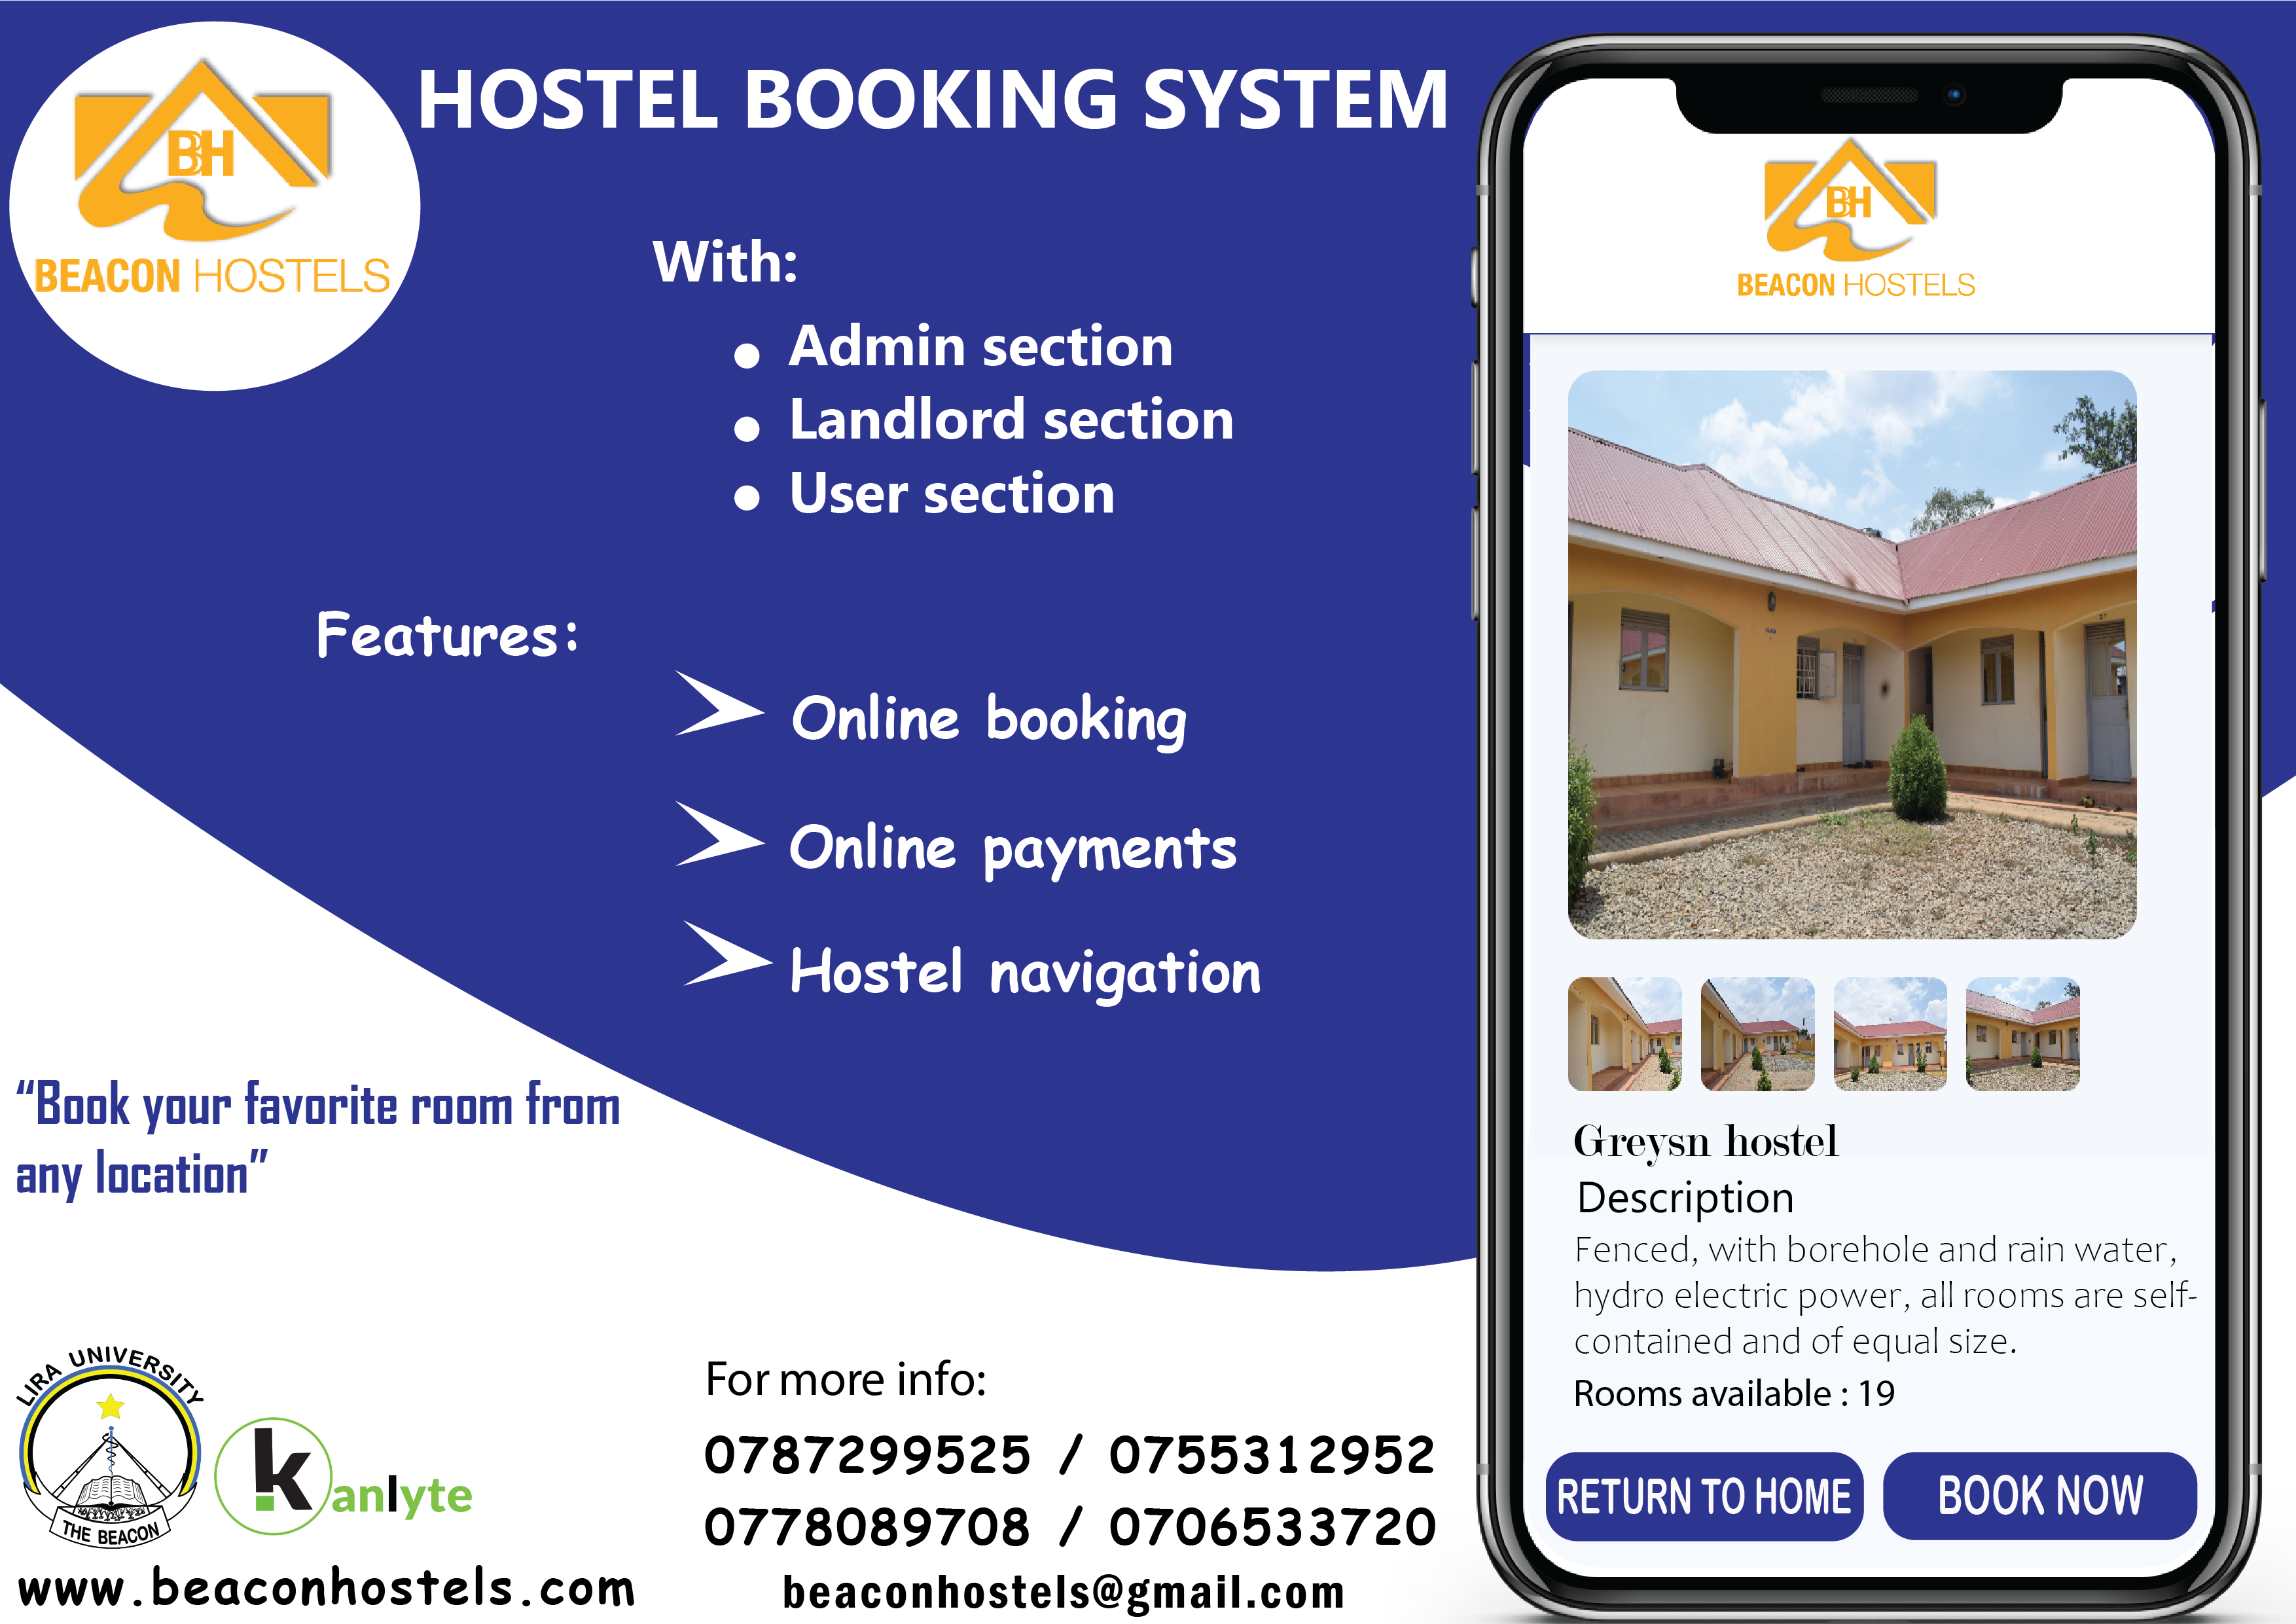 BH
BEACON HOSTELS
HOSTEL BOOKING SYSTEM
With:
Admin section
Landlord section
User section
Features:
Online booking
Online payments
Hostel navigation
“Book your favorite room from
any location”
LIRA UNIVERSITY
THE BEACON
kanlyte
www.beaconhostels.com
For more info:
0787299525 / 0755312952
0778089708 / 0706533720
beaconhostels@gmail.com
BH
BEACON HOSTELS
Greysn hostel
Description
Fenced, with borehole and rain water,
hydro electric power, all rooms are self-
contained and of equal size.
Rooms available : 19
RETURN TO HOME
BOOK NOW